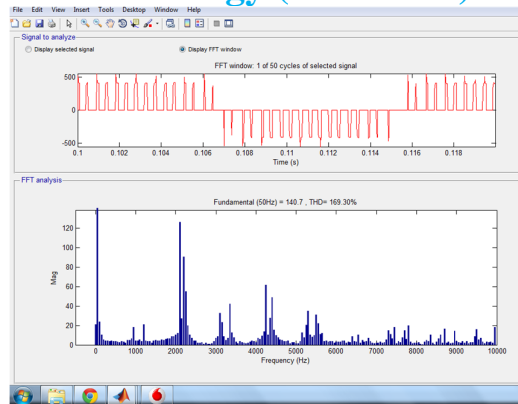 File Edit View Insert Tools Desktop Window Help
Signal to analyze
Display selected signal
Display FFT window
FFT window: 1 of 50 cycles of selected signal
500
0
-500
0.1 0.102 0.104 0.106 0.108 0.11 0.112 0.114 0.116 0.118
Time (s)
FFT analysis
Fundamental (50Hz) = 140.7 , THD= 169.30%
120
100
80
60
40
20
0
Mag
0 1000 2000 3000 4000 5000 6000 7000 8000 9000 10000
Frequency (Hz)